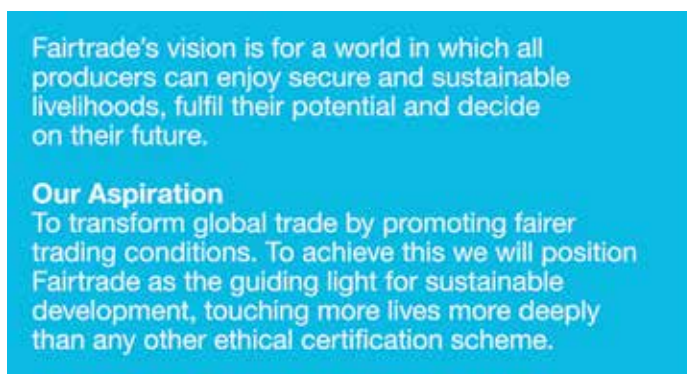 Fairtrade's vision is for a world in which all
producers can enjoy secure and sustainable
livelihoods, fulfil their potential and decide
on their future.
Our Aspiration
To transform global trade by promoting fairer
trading conditions. To achieve this we will position
Fairtrade as the guiding light for sustainable
development, touching more lives more deeply
than any other ethical certification scheme.